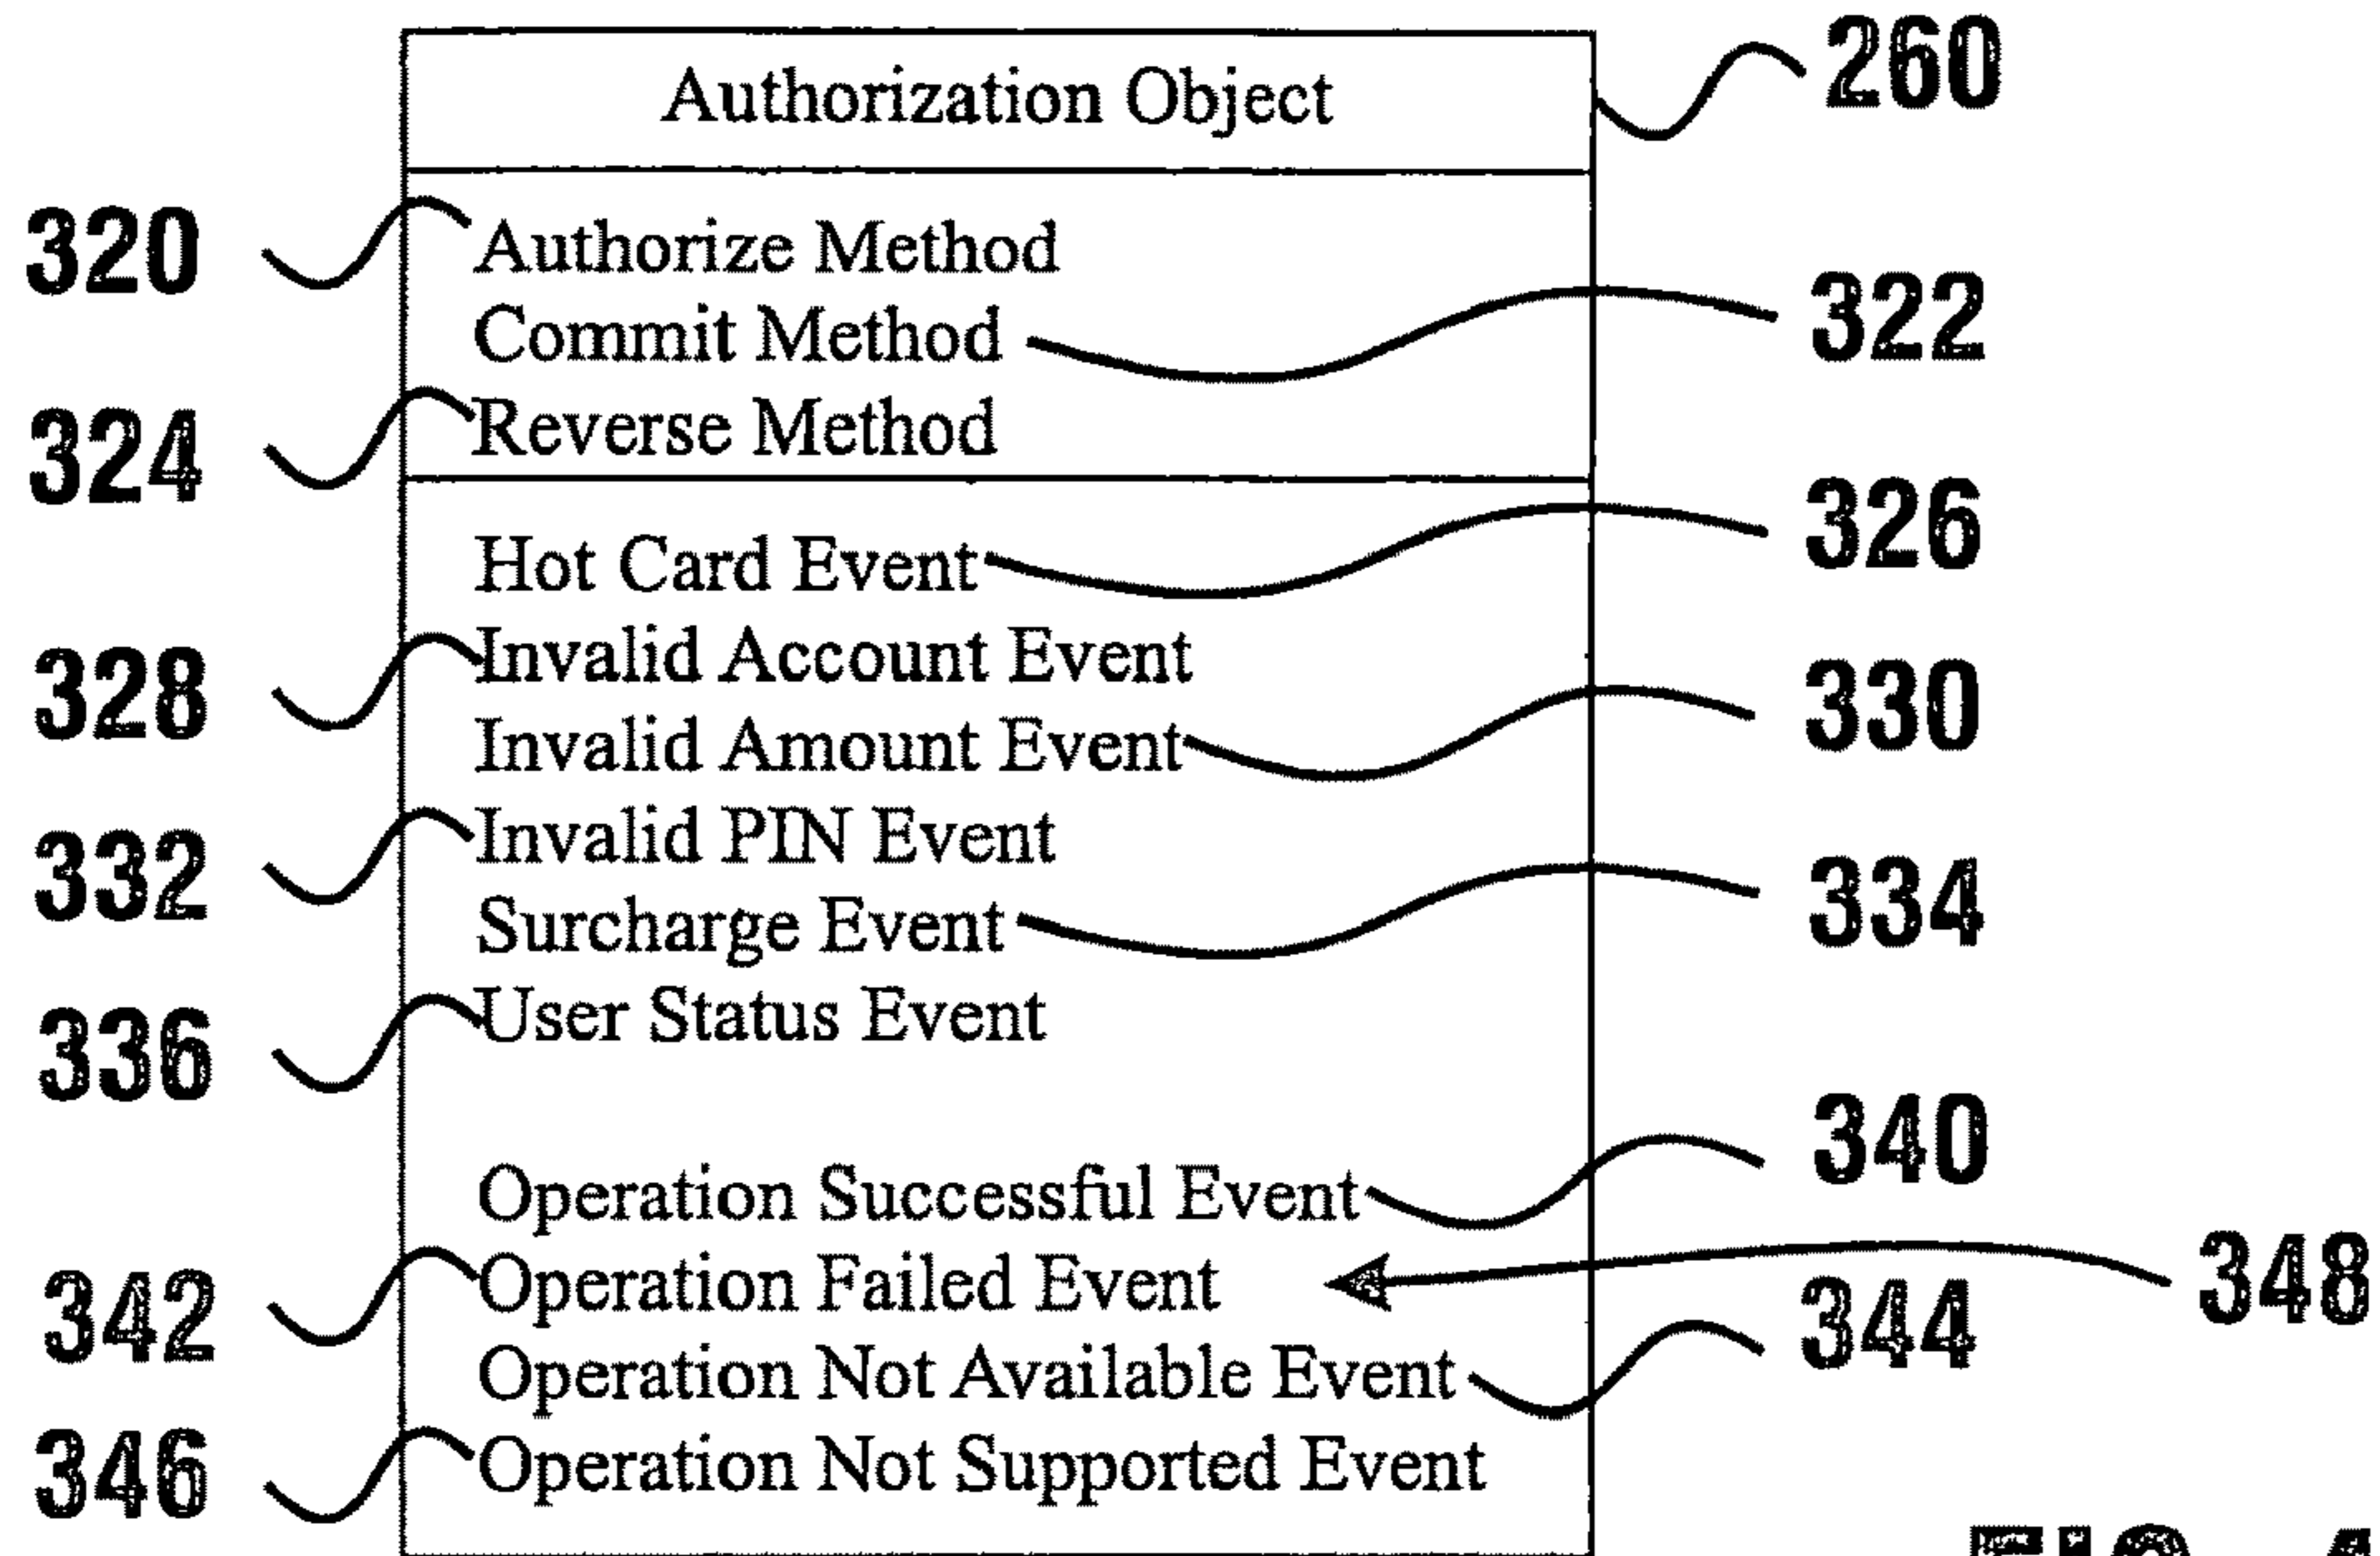 Authorization Object 260
320 Authorize Method
Commit Method 322
324 Reverse Method
Hot Card Event 326
328 Invalid Account Event
Invalid Amount Event 330
332 Invalid PIN Event
Surcharge Event 334
336 User Status Event
Operation Successful Event 340
342 Operation Failed Event 348
Operation Not Available Event 344
346 Operation Not Supported Event